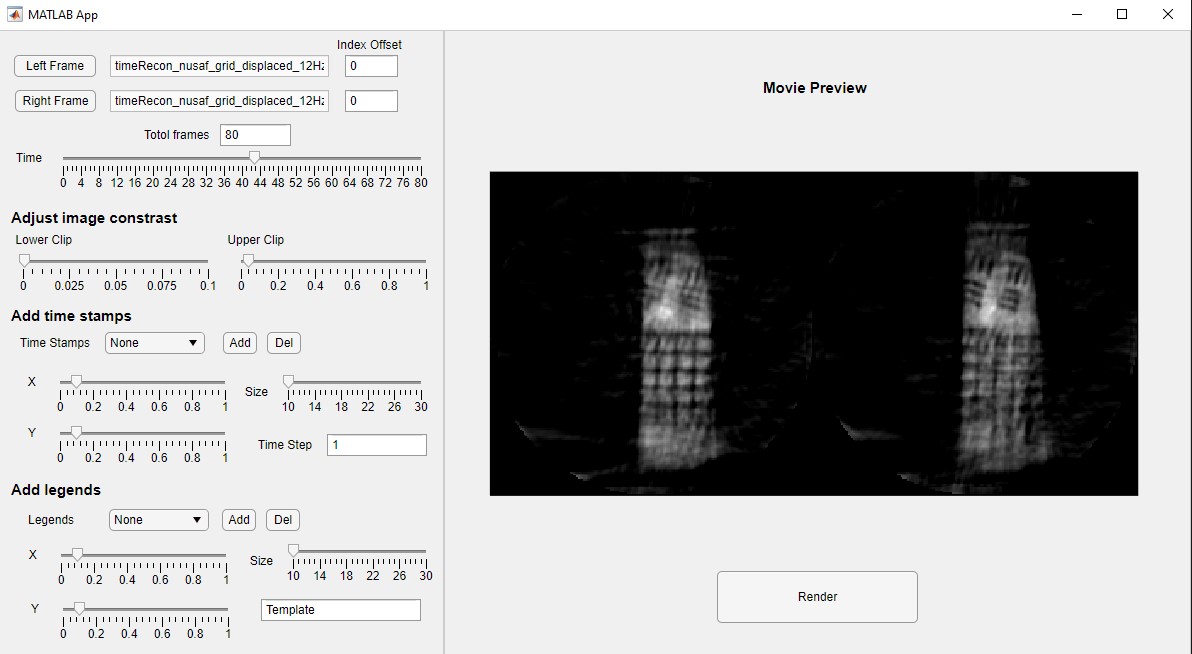 MATLAB App
Index Offset
Left Frame timeRecon_nusaf_grid_displaced_12Hz 0
Right Frame timeRecon_nusaf_grid_displaced_12Hz 0
Totol frames 80
Time
0 4 8 12 16 20 24 28 32 36 40 44 48 52 56 60 64 68 72 76 80
Adjust image constrast
Lower Clip Upper Clip
0 0.025 0.05 0.075 0.1 0 0.2 0.4 0.6 0.8 1
Add time stamps
Time Stamps None Add Del
X Size
0 0.2 0.4 0.6 0.8 1 10 14 18 22 26 30
Y Time Step 1
0 0.2 0.4 0.6 0.8 1
Add legends
Legends None Add Del
X Size
0 0.2 0.4 0.6 0.8 1 10 14 18 22 26 30
Y Template
0 0.2 0.4 0.6 0.8 1
Movie Preview
Render